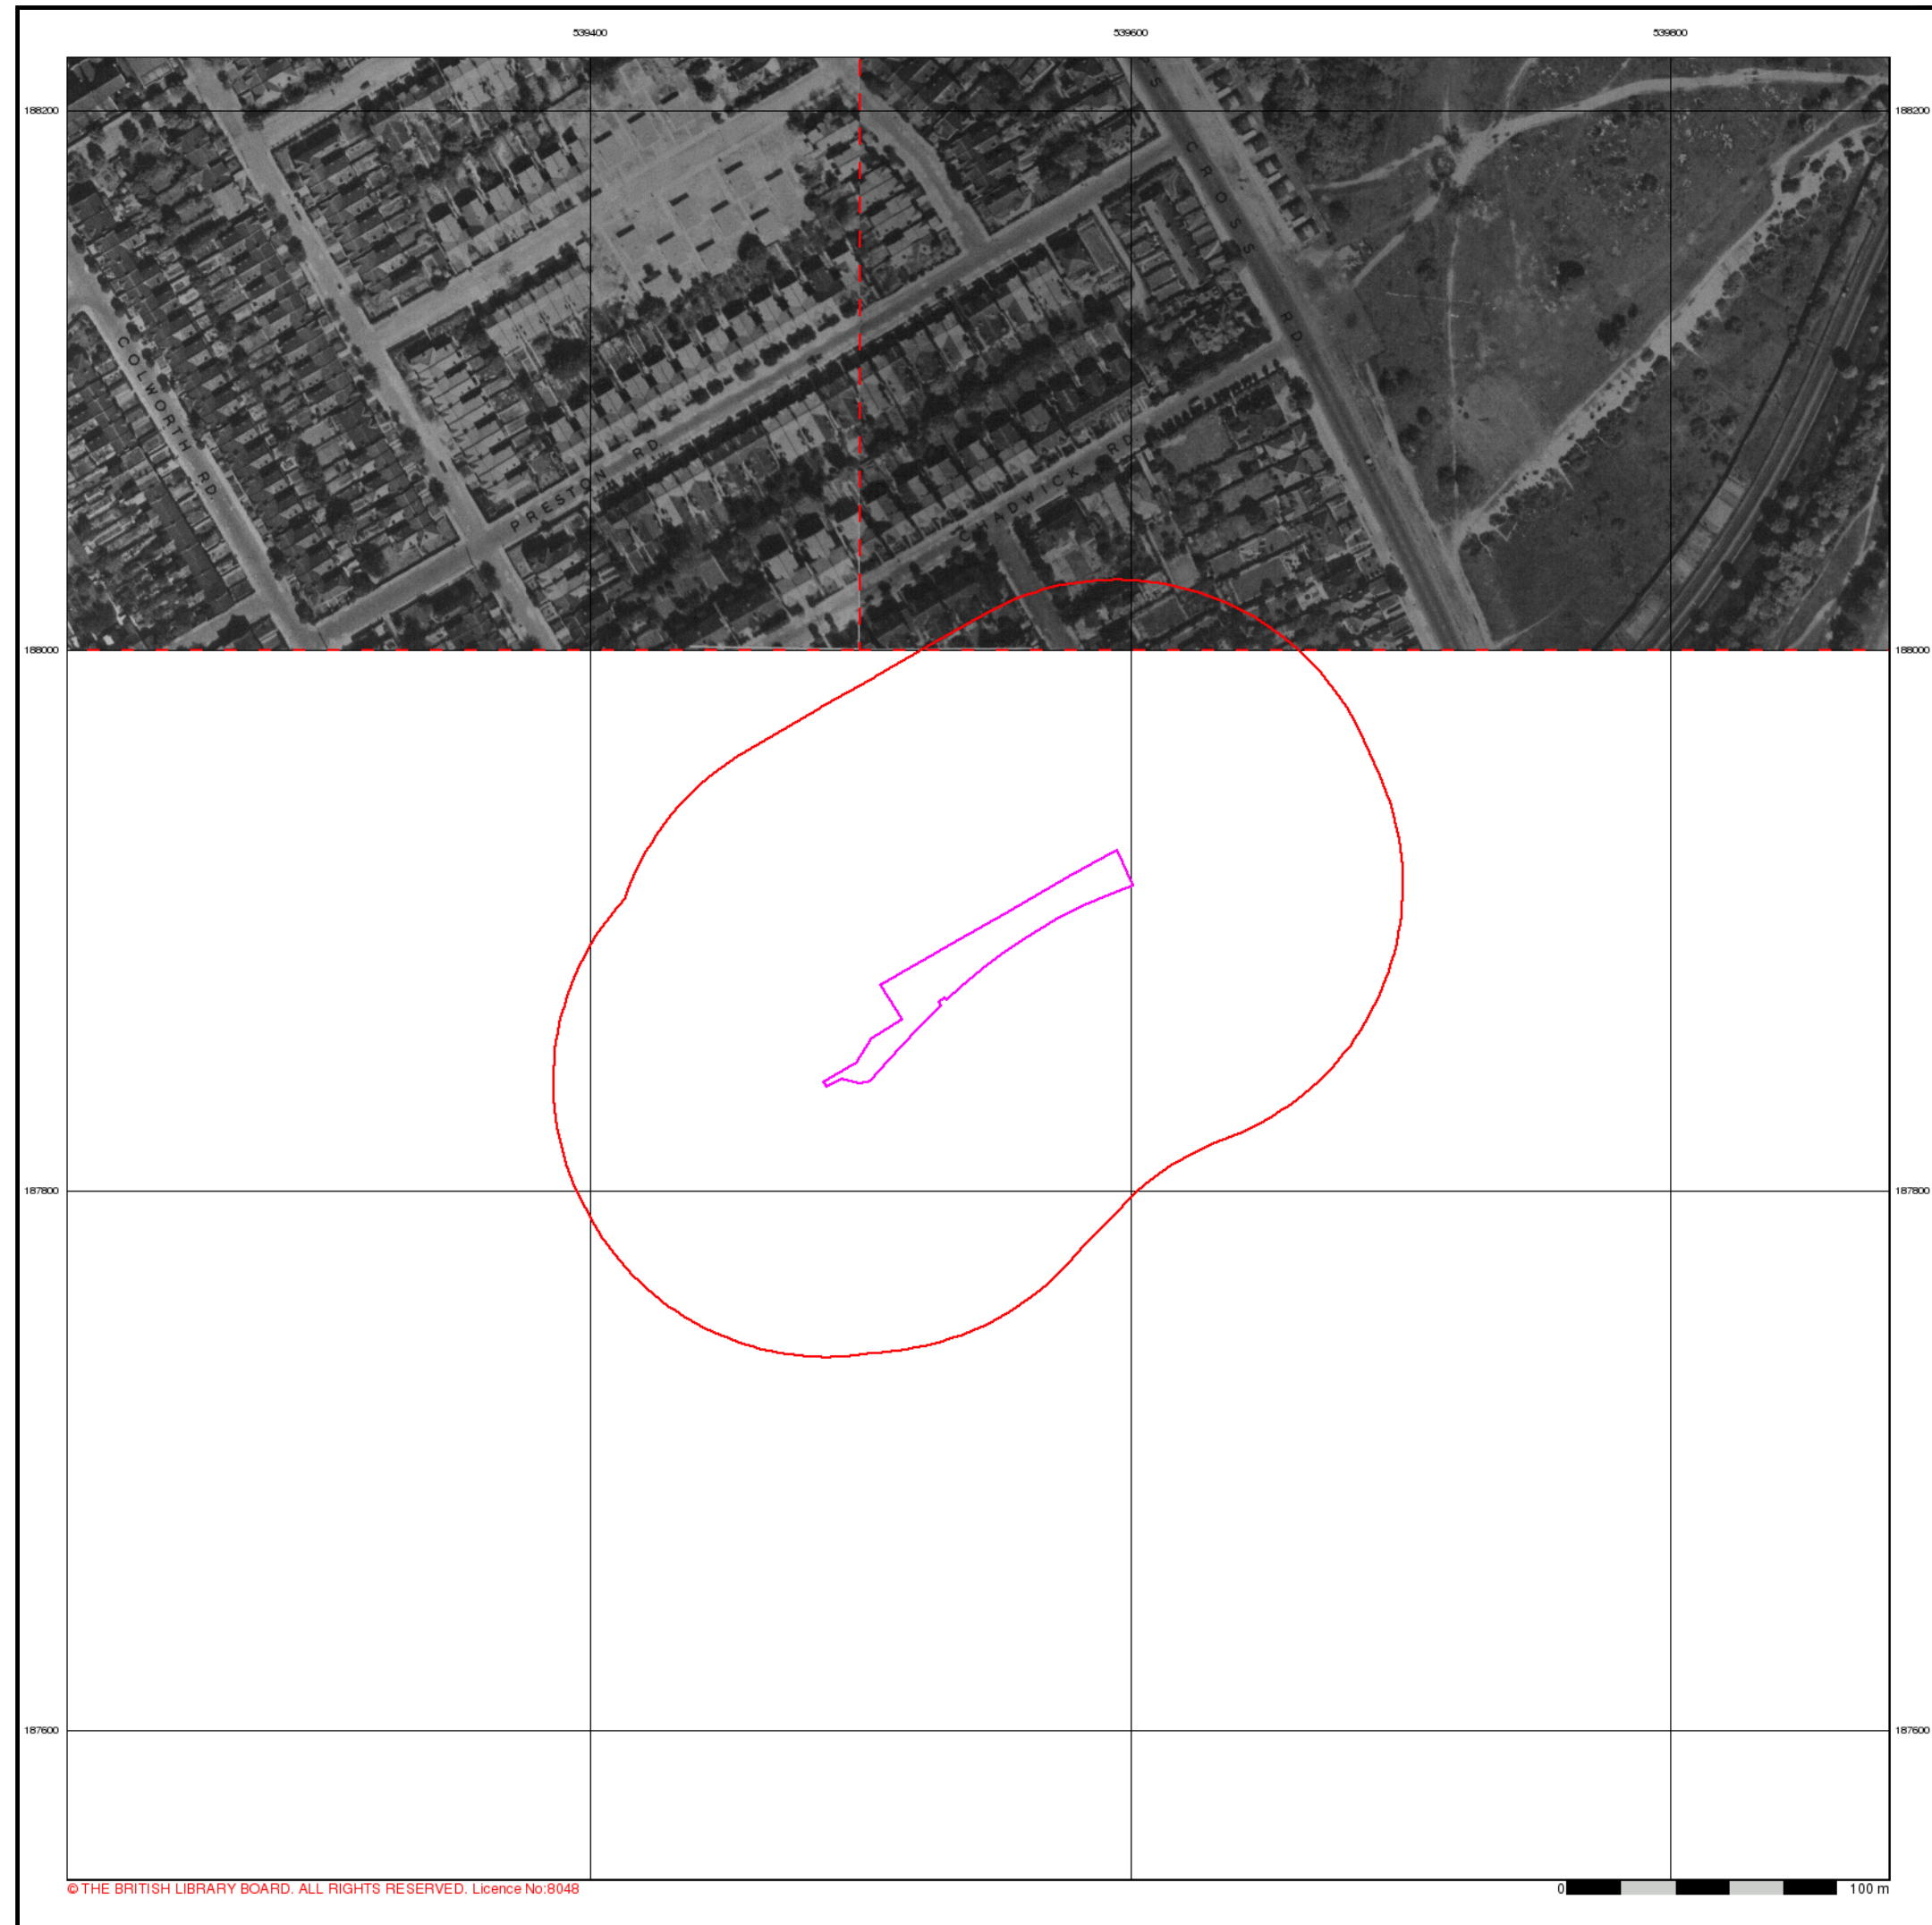 539400 539600 539800
188200 188200
S
CROSS RD
COLWORTH RD
PRESTON RD
CHADWICK RD
188000 188000
187800 187800
187600 187600
© THE BRITISH LIBRARY BOARD. ALL RIGHTS RESERVED. Licence No:8048
0 100 m